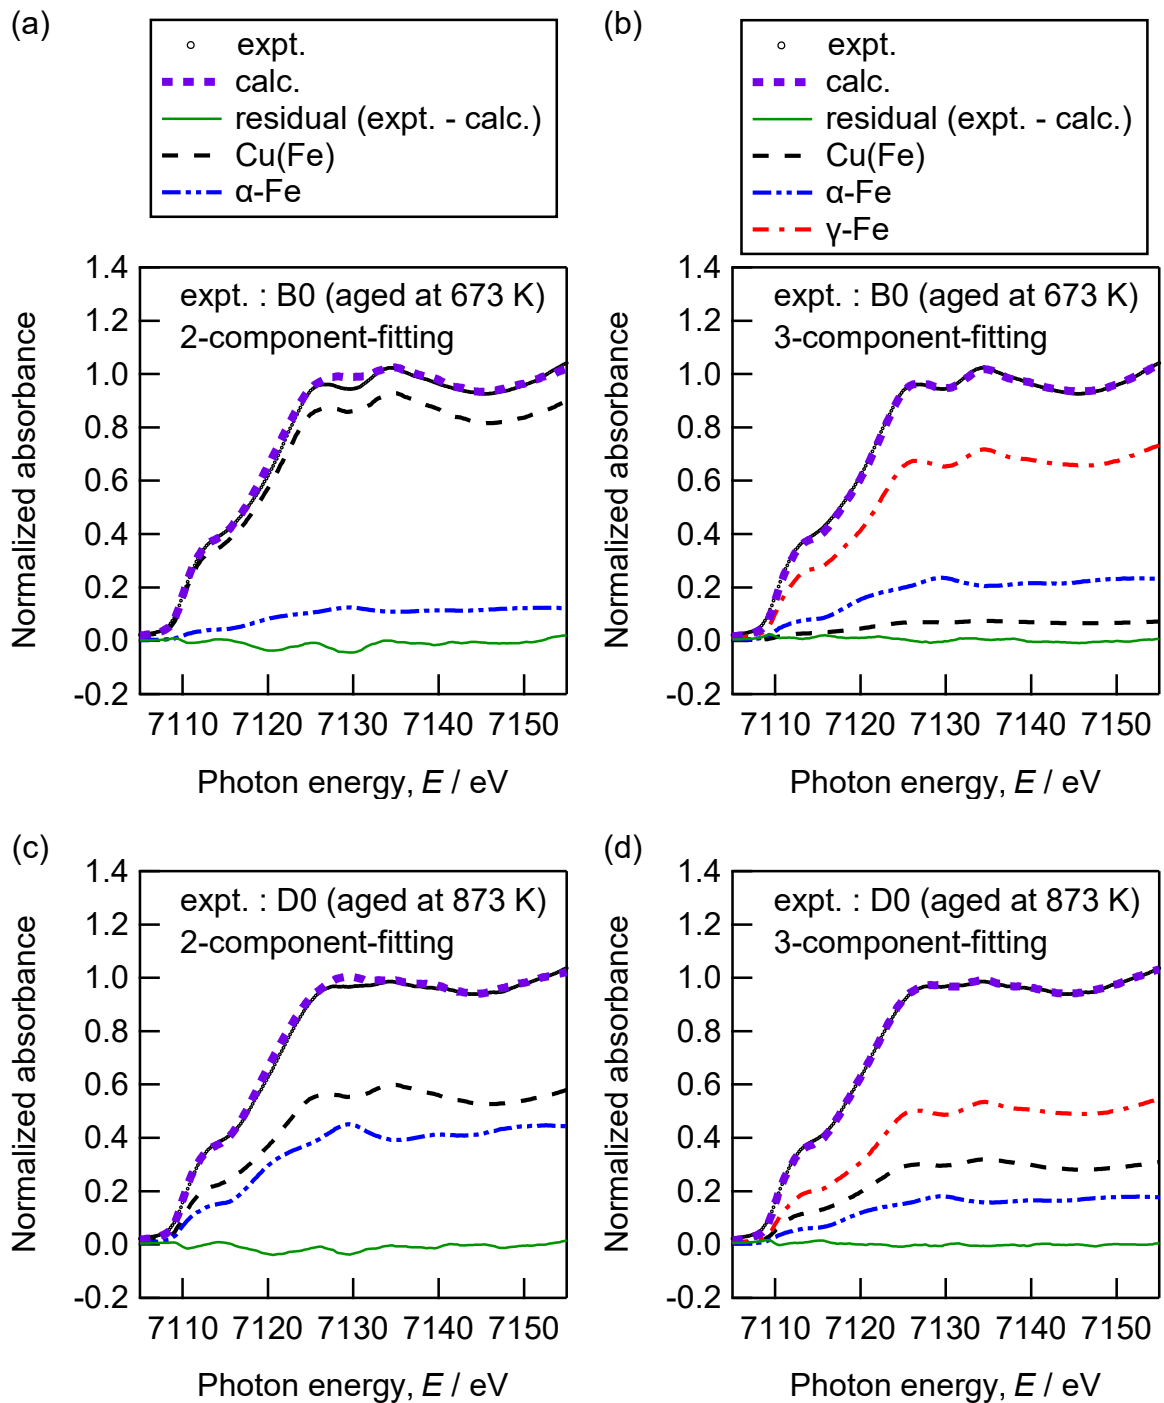 (a)
expt.
calc.
residual (expt. - calc.)
Cu(Fe)
α-Fe
(b)
expt.
calc.
residual (expt. - calc.)
Cu(Fe)
α-Fe
γ-Fe
1.4
1.2
1.0
0.8
0.6
0.4
0.2
0.0
-0.2
Normalized absorbance
expt. : B0 (aged at 673 K)
2-component-fitting
7110 7120 7130 7140 7150
Photon energy, E / eV
1.4
1.2
1.0
0.8
0.6
0.4
0.2
0.0
-0.2
Normalized absorbance
expt. : B0 (aged at 673 K)
3-component-fitting
7110 7120 7130 7140 7150
Photon energy, E / eV
(c)
1.4
1.2
1.0
0.8
0.6
0.4
0.2
0.0
-0.2
Normalized absorbance
expt. : D0 (aged at 873 K)
2-component-fitting
7110 7120 7130 7140 7150
Photon energy, E / eV
(d)
1.4
1.2
1.0
0.8
0.6
0.4
0.2
0.0
-0.2
Normalized absorbance
expt. : D0 (aged at 873 K)
3-component-fitting
7110 7120 7130 7140 7150
Photon energy, E / eV